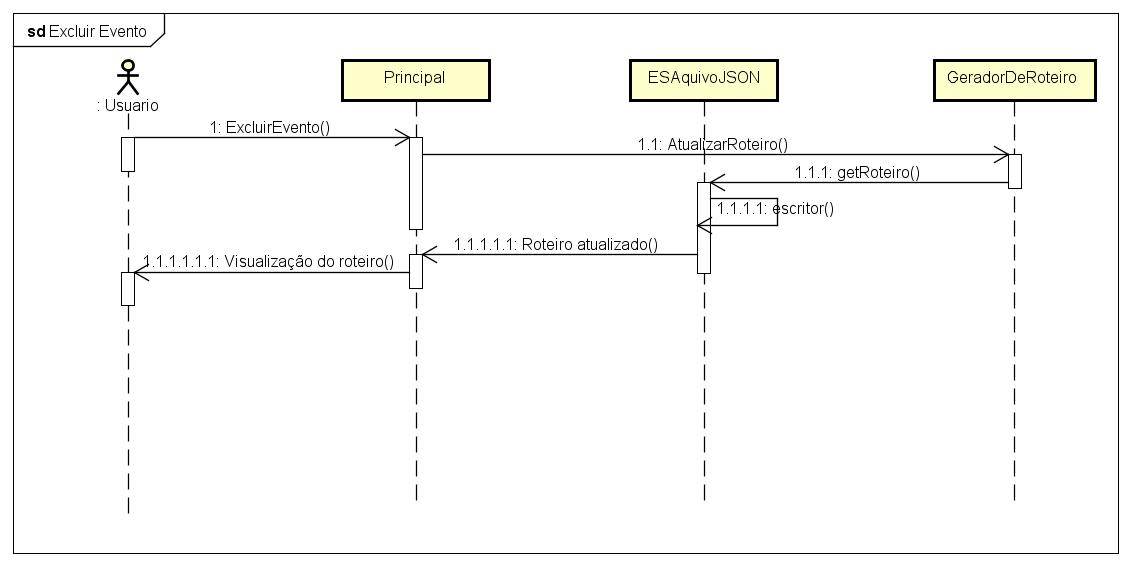 sd Excluir Evento
: Usuario
Principal
ESAquivoJSON
GeradorDeRoteiro
1: ExcluirEvento()
1.1: AtualizarRoteiro()
1.1.1: getRoteiro()
1.1.1.1: escritor()
1.1.1.1.1: Roteiro atualizado()
1.1.1.1.1.1: Visualização do roteiro()